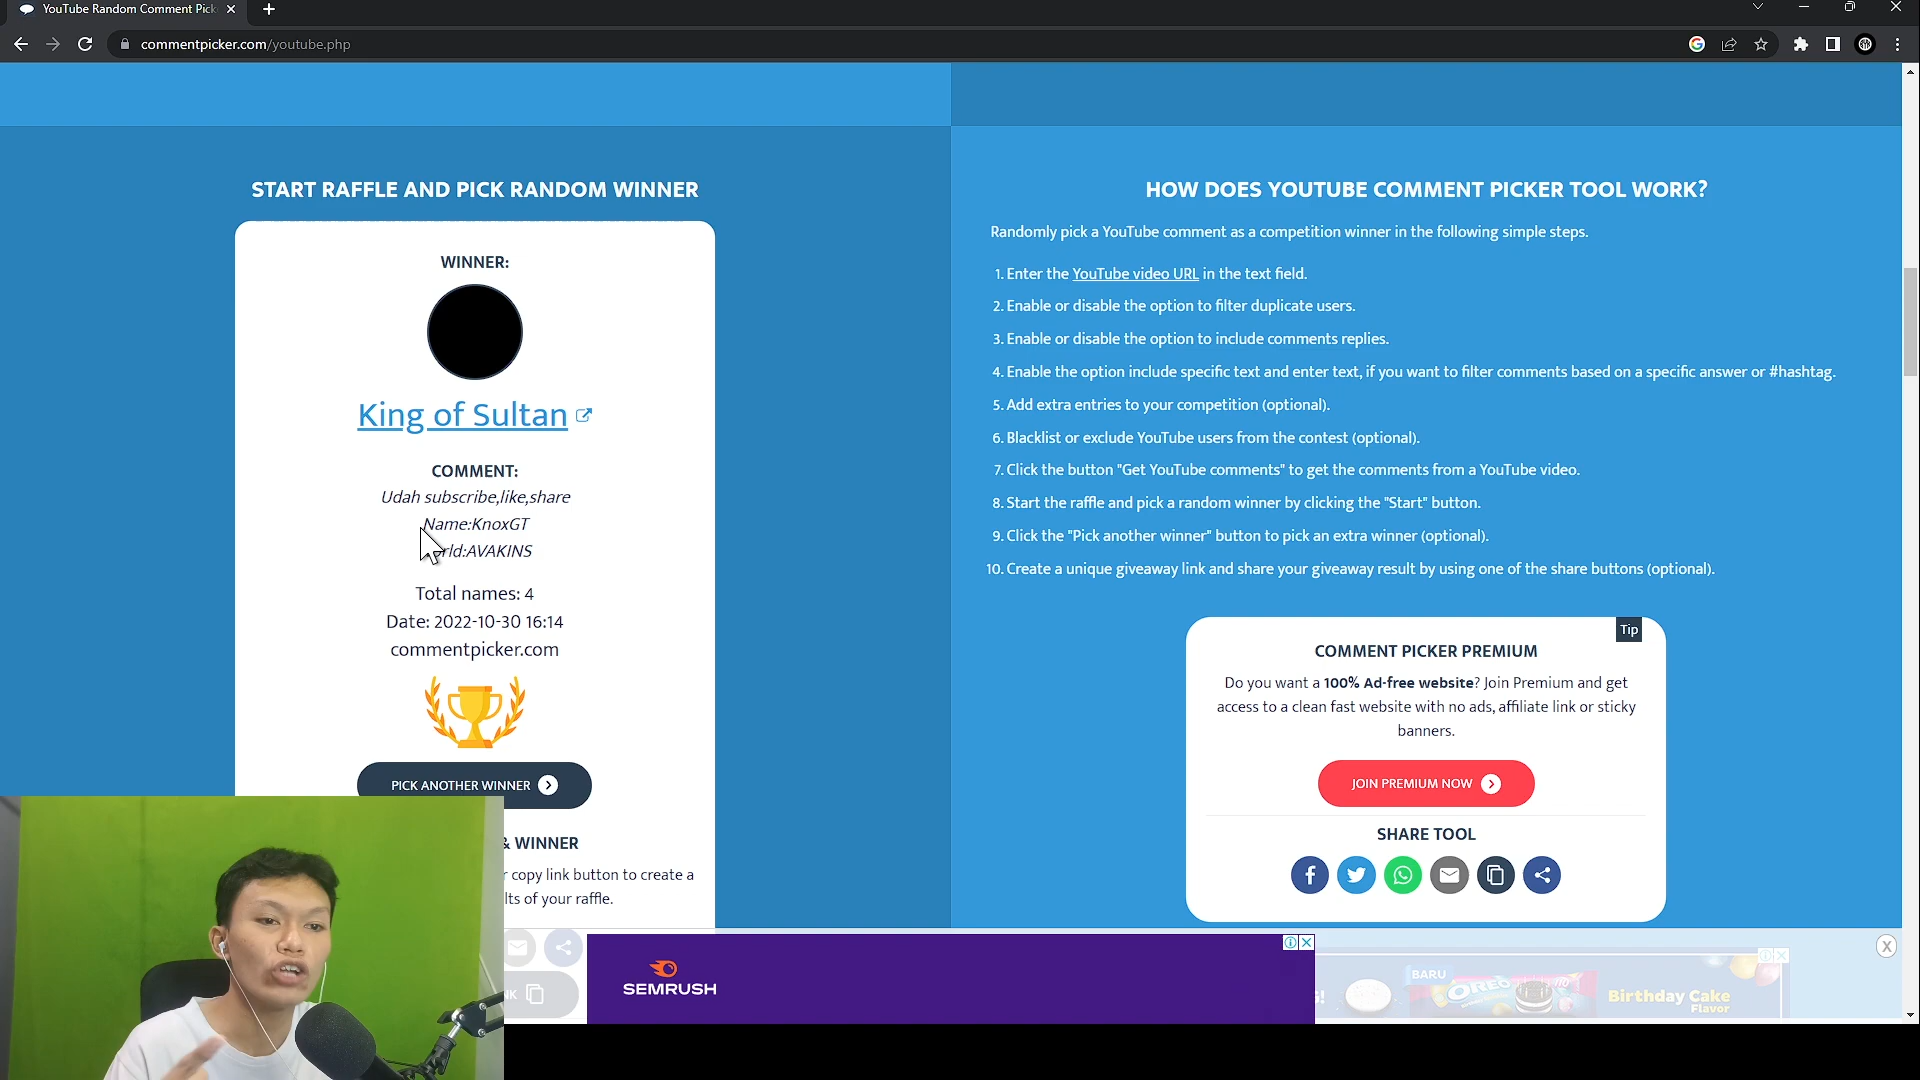 YouTube Random Comment Pick
commentpicker.com/youtube.php
START RAFFLE AND PICK RANDOM WINNER
WINNER:
King of Sultan
COMMENT:
Udah subscribe,like,share
Name:KnoxGT
rld:AVAKINS
Total names: 4
Date: 2022-10-30 16:14
commentpicker.com
PICK ANOTHER WINNER
& WINNER
copy link button to create a
lts of your raffle.
NK
HOW DOES YOUTUBE COMMENT PICKER TOOL WORK?
Randomly pick a YouTube comment as a competition winner in the following simple steps.
1. Enter the YouTube video URL in the text field.
2. Enable or disable the option to filter duplicate users.
3. Enable or disable the option to include comments replies.
4. Enable the option include specific text and enter text, if you want to filter comments based on a specific answer or #hashtag.
5. Add extra entries to your competition (optional).
6. Blacklist or exclude YouTube users from the contest (optional).
7. Click the button "Get YouTube comments" to get the comments from a YouTube video.
8. Start the raffle and pick a random winner by clicking the "Start" button.
9. Click the "Pick another winner" button to pick an extra winner (optional).
10. Create a unique giveaway link and share your giveaway result by using one of the share buttons (optional).
Tip
COMMENT PICKER PREMIUM
Do you want a 100% Ad-free website? Join Premium and get
access to a clean fast website with no ads, affiliate link or sticky
banners.
JOIN PREMIUM NOW
SHARE TOOL
SEMRUSH
BARU
OREO
Birthday Cake
Flavor